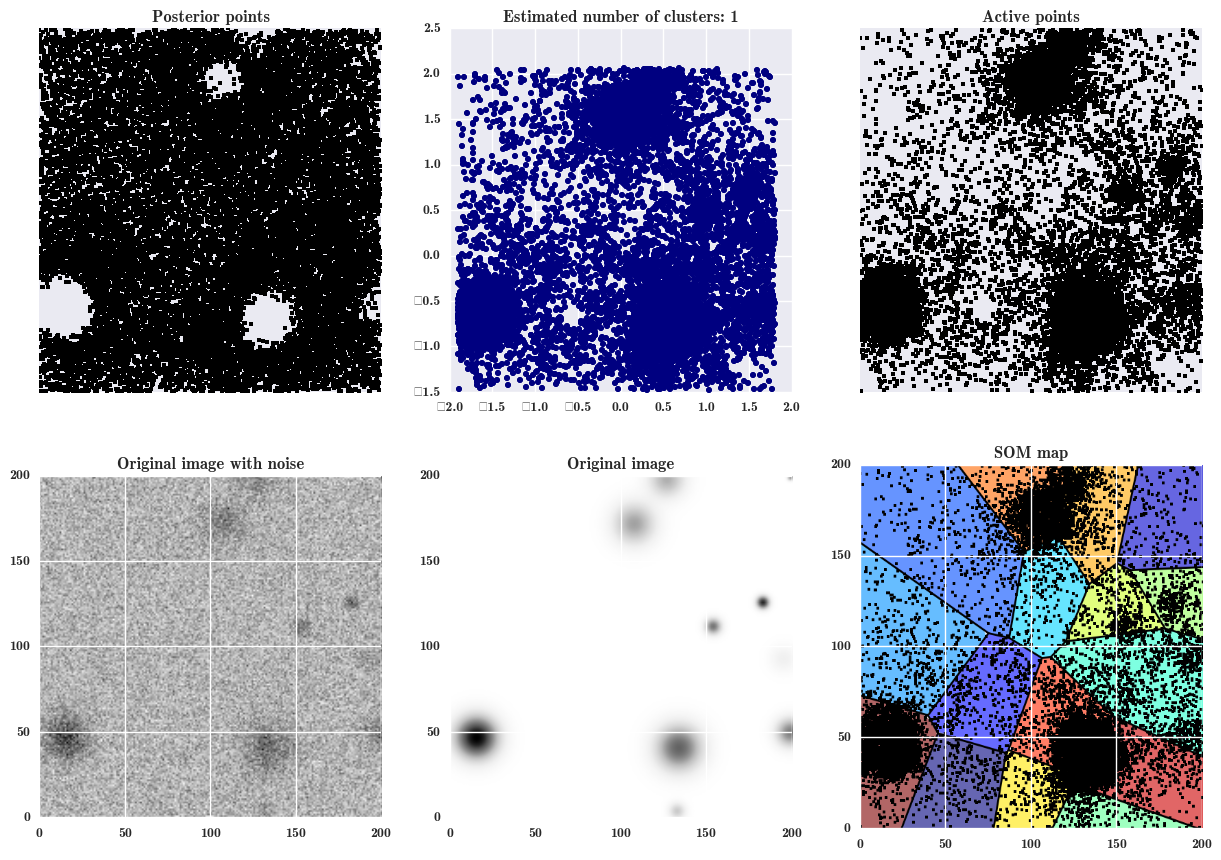 Posterior points
Estimated number of clusters: 1
Active points
2.5
2.0
1.5
1.0
0.5
0.0
□0.5
□1.0
□1.5
□2.0 □1.5 □1.0 □0.5 0.0 0.5 1.0 1.5 2.0
Original image with noise
Original image
SOM map
200
150
100
50
0
0 50 100 150 200
200
150
100
50
0
0 50 100 150 200
200
150
100
50
0
0 50 100 150 200